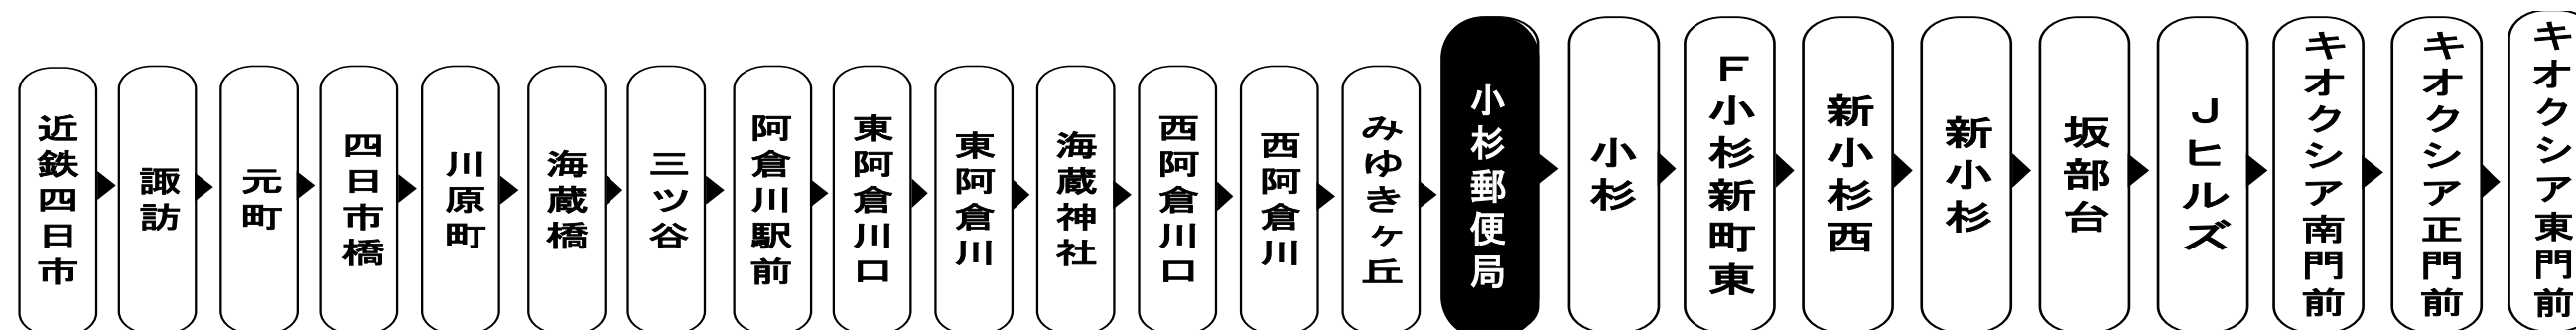 近鉄四日市
諏訪
元町
四日市橋
川原町
海蔵橋
三ツ谷
阿倉川駅前
東阿倉川口
東阿倉川
海蔵神社
西阿倉川口
西阿倉川
みゆきヶ丘
小杉郵便局
小杉
F小杉新町東
新小杉西
新小杉
坂部台
Jヒルズ
キオクシア南門前
キオクシア正門前
キオクシア東門前